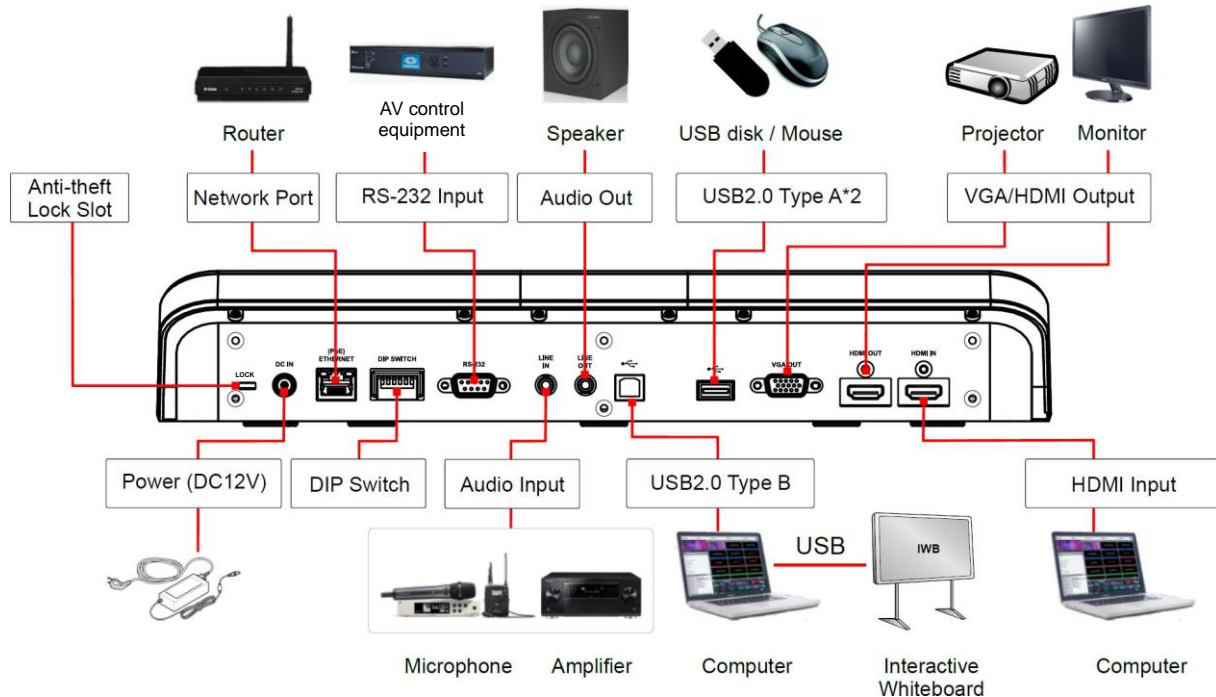 Router
AV control
equipment
Speaker
USB disk / Mouse
Projector
Monitor
Anti-theft
Lock Slot
Network Port
RS-232 Input
Audio Out
USB2.0 Type A*2
VGA/HDMI Output
LOCK
DC IN
(PoE)
ETHERNET
DIP SWITCH
RS-232
LINE
IN
LINE
OUT
VGA OUT
HDMI OUT
HDMI IN
Power (DC12V)
DIP Switch
Audio Input
USB2.0 Type B
HDMI Input
USB
IWB
Microphone
Amplifier
Computer
Interactive
Whiteboard
Computer